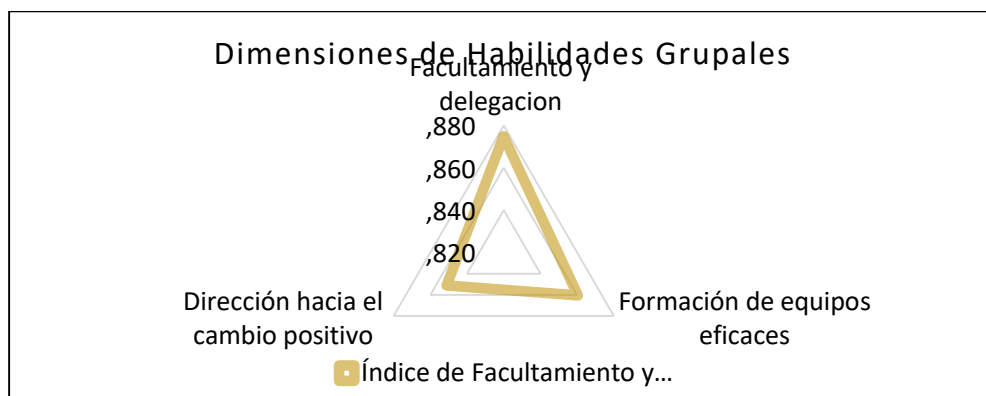 Dimensiones de Habilidades Grupales
Facultamiento y
delegacion
,880
,860
,840
,820
Dirección hacia el
cambio positivo
Formación de equipos
eficaces
Índice de Facultamiento y…